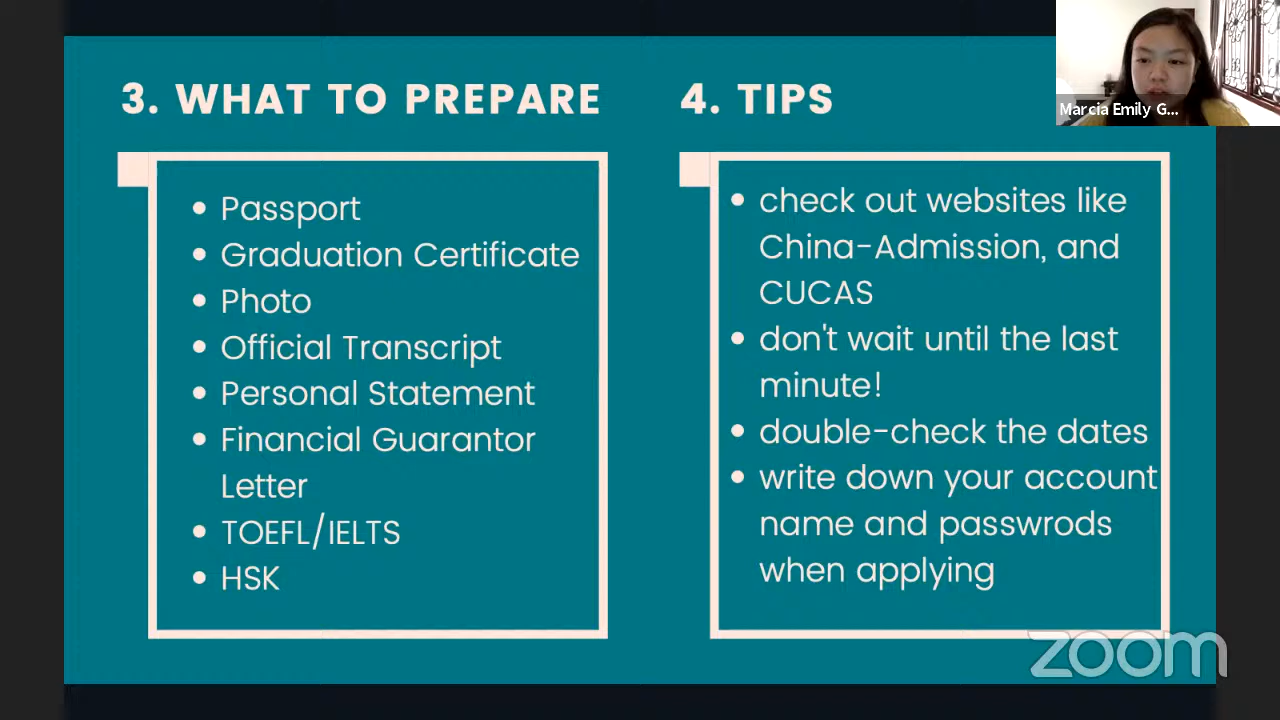 3. WHAT TO PREPARE
• Passport
• Graduation Certificate
• Photo
• Official Transcript
• Personal Statement
• Financial Guarantor
Letter
• TOEFL/IELTS
• HSK
4. TIPS
• check out websites like
China-Admission, and
CUCAS
• don't wait until the last
minute!
• double-check the dates
• write down your account
name and passwrods
when applying
Marcia Emily G...
zoom